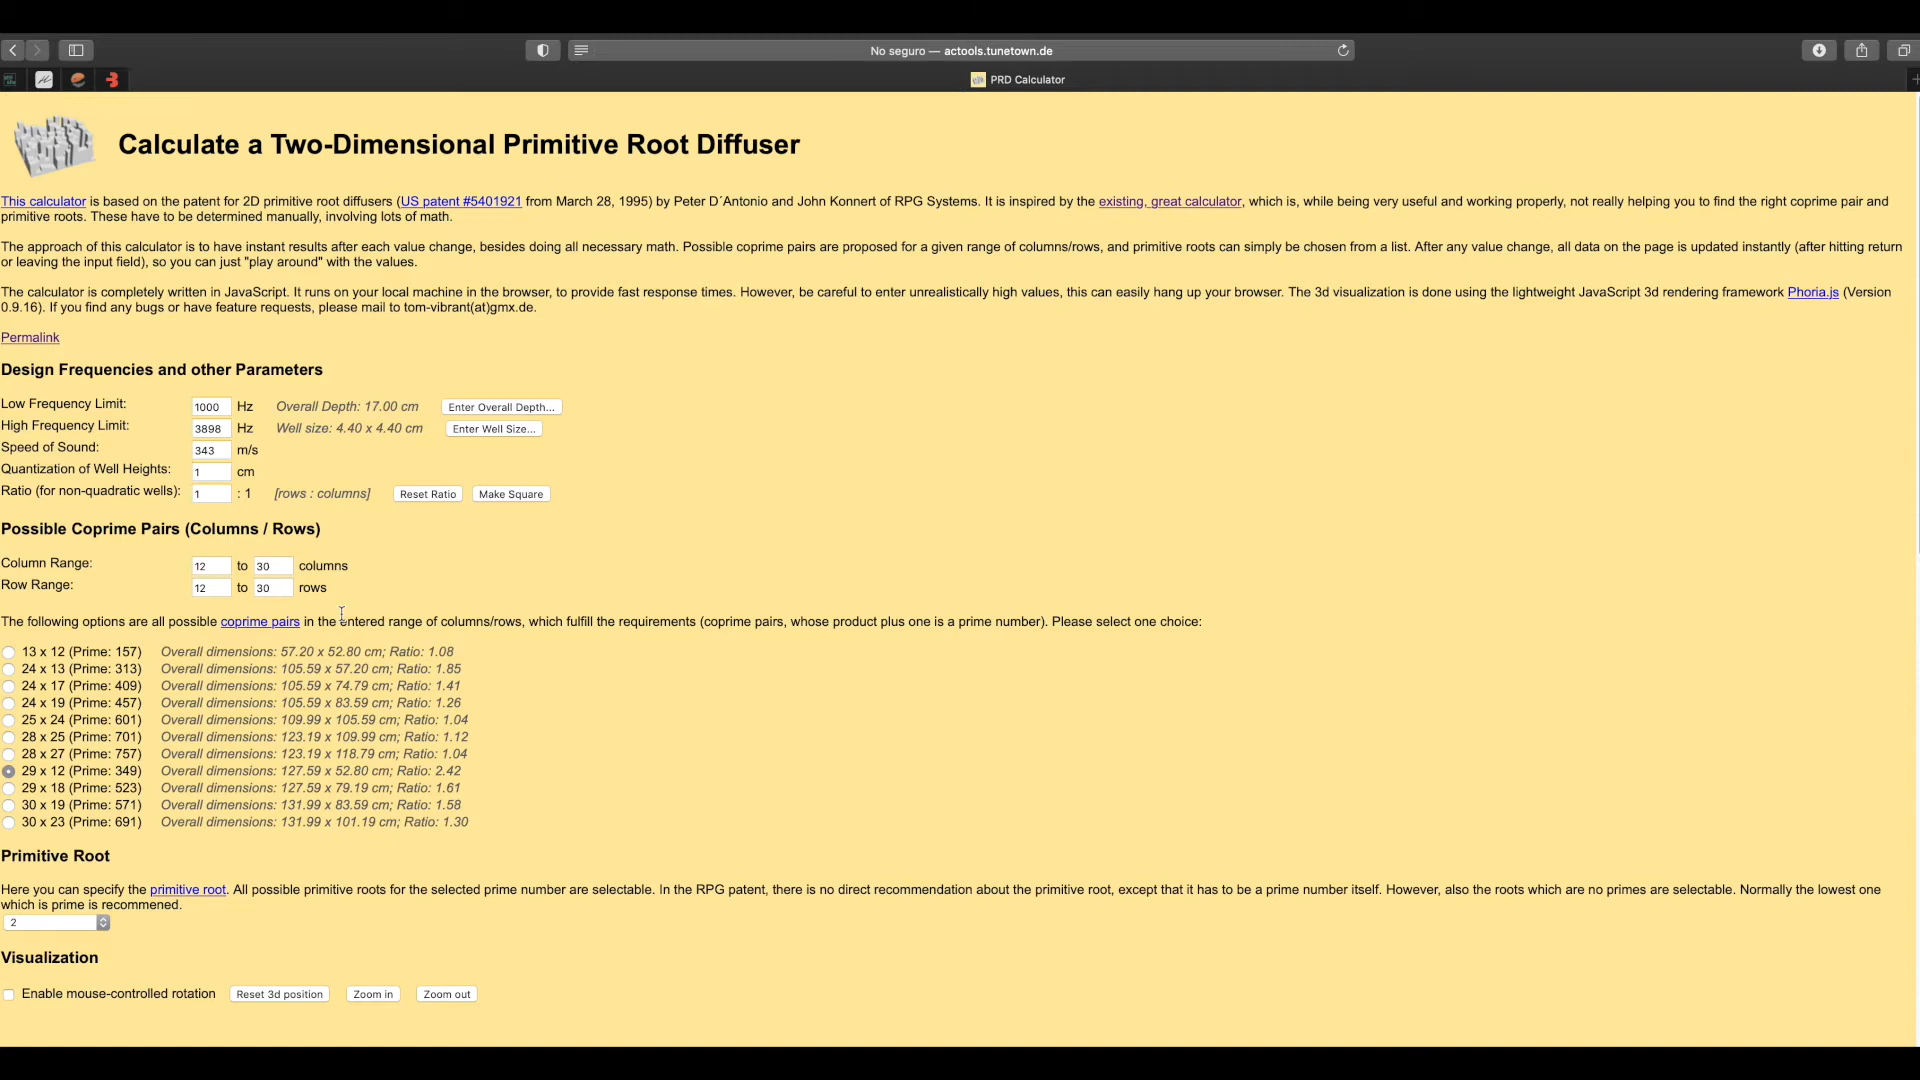 No seguro — actools.tunetown.de
PRD Calculator
Calculate a Two-Dimensional Primitive Root Diffuser
This calculator is based on the patent for 2D primitive root diffusers (US patent #5401921 from March 28, 1995) by Peter D´Antonio and John Konnert of RPG Systems. It is inspired by the existing, great calculator, which is, while being very useful and working properly, not really helping you to find the right coprime pair and
primitive roots. These have to be determined manually, involving lots of math.
The approach of this calculator is to have instant results after each value change, besides doing all necessary math. Possible coprime pairs are proposed for a given range of columns/rows, and primitive roots can simply be chosen from a list. After any value change, all data on the page is updated instantly (after hitting return
or leaving the input field), so you can just "play around" with the values.
The calculator is completely written in JavaScript. It runs on your local machine in the browser, to provide fast response times. However, be careful to enter unrealistically high values, this can easily hang up your browser. The 3d visualization is done using the lightweight JavaScript 3d rendering framework Phoria.js (Version
0.9.16). If you find any bugs or have feature requests, please mail to tom-vibrant(at)gmx.de.
Permalink
Design Frequencies and other Parameters
Low Frequency Limit: 1000 Hz Overall Depth: 17.00 cm Enter Overall Depth...
High Frequency Limit: 3898 Hz Well size: 4.40 x 4.40 cm Enter Well Size...
Speed of Sound: 343 m/s
Quantization of Well Heights: 1 cm
Ratio (for non-quadratic wells): 1 : 1 [rows : columns] Reset Ratio Make Square
Possible Coprime Pairs (Columns / Rows)
Column Range: 12 to 30 columns
Row Range: 12 to 30 rows
The following options are all possible coprime pairs in the entered range of columns/rows, which fulfill the requirements (coprime pairs, whose product plus one is a prime number). Please select one choice:
13 x 12 (Prime: 157) Overall dimensions: 57.20 x 52.80 cm; Ratio: 1.08
24 x 13 (Prime: 313) Overall dimensions: 105.59 x 57.20 cm; Ratio: 1.85
24 x 17 (Prime: 409) Overall dimensions: 105.59 x 74.79 cm; Ratio: 1.41
24 x 19 (Prime: 457) Overall dimensions: 105.59 x 83.59 cm; Ratio: 1.26
25 x 24 (Prime: 601) Overall dimensions: 109.99 x 105.59 cm; Ratio: 1.04
28 x 25 (Prime: 701) Overall dimensions: 123.19 x 109.99 cm; Ratio: 1.12
28 x 27 (Prime: 757) Overall dimensions: 123.19 x 118.79 cm; Ratio: 1.04
29 x 12 (Prime: 349) Overall dimensions: 127.59 x 52.80 cm; Ratio: 2.42
29 x 18 (Prime: 523) Overall dimensions: 127.59 x 79.19 cm; Ratio: 1.61
30 x 19 (Prime: 571) Overall dimensions: 131.99 x 83.59 cm; Ratio: 1.58
30 x 23 (Prime: 691) Overall dimensions: 131.99 x 101.19 cm; Ratio: 1.30
Primitive Root
Here you can specify the primitive root. All possible primitive roots for the selected prime number are selectable. In the RPG patent, there is no direct recommendation about the primitive root, except that it has to be a prime number itself. However, also the roots which are no primes are selectable. Normally the lowest one
which is prime is recommened.
2
Visualization
Enable mouse-controlled rotation Reset 3d position Zoom in Zoom out